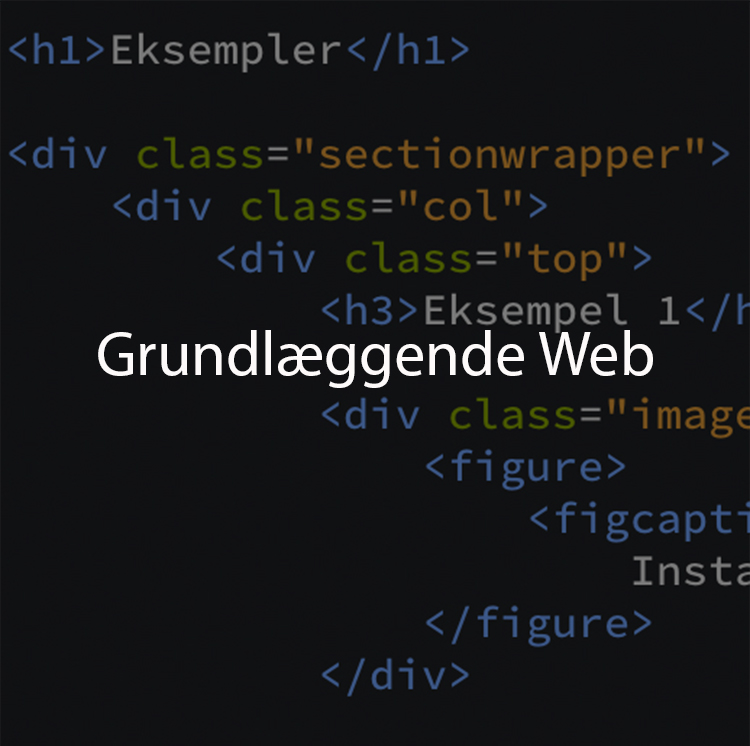 <h1>Eksempler</h1>
<div class="sectionwrapper">
<div class="col">
<div class="top">
<h3>Eksempel 1</h
Grundlæggende Web
<div class="image
<figure>
<figcapti
Insta
</figure>
</div>